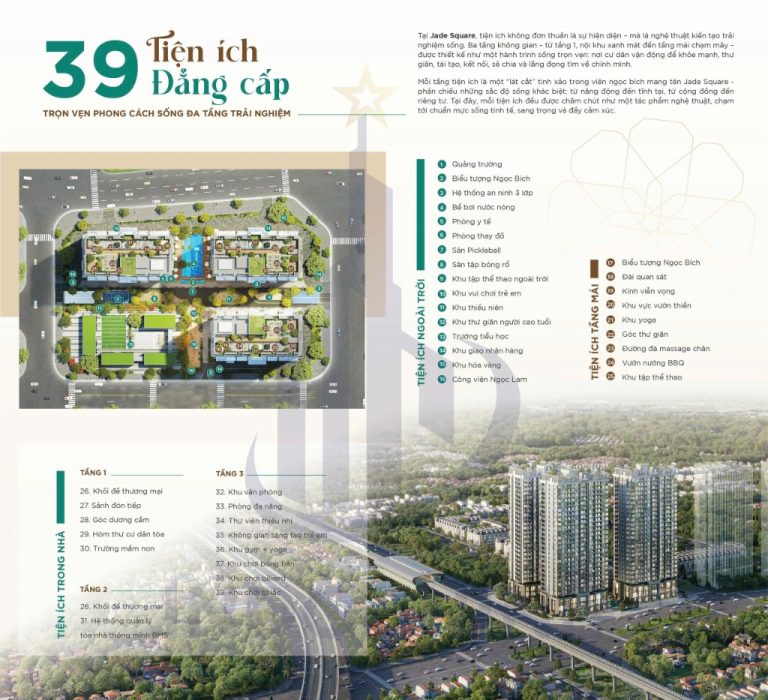 39 Tiện ích
Đẳng cấp
TRỌN VẸN PHONG CÁCH SỐNG ĐA TẦNG TRẢI NGHIỆM
Tại Jade Square, tiện ích không đơn thuần là sự hiện diện – mà là nghệ thuật kiến tạo trải
nghiệm sống. Ba tầng không gian – từ tầng 1, nội khu xanh mát đến tầng mái chạm mây –
được thiết kế như một hành trình sống trọn vẹn: nơi cư dân vận động để khỏe mạnh, thư
giãn, tái tạo, kết nối, sẻ chia và lắng đọng tìm về chính mình.
Mỗi tầng tiện ích là một "lát cắt" tinh xảo trong viên ngọc bích mang tên Jade Square -
phản chiếu những sắc độ sống khác biệt: từ năng động đến tĩnh tại, từ cộng đồng đến
riêng tư. Tại đây, mỗi tiện ích đều được chăm chút như một tác phẩm nghệ thuật, chạm
tới chuẩn mực sống tinh tế, sang trọng và đầy cảm xúc.
TIỆN ÍCH NGOÀI TRỜI
1 Quảng trường
2 Biểu tượng Ngọc Bích
3 Hệ thống an ninh 3 lớp
4 Bể bơi nước nóng
5 Phòng y tế
6 Phòng thay đồ
7 Sân Pickleball
8 Sân tập bóng rổ
9 Khu tập thể thao ngoài trời
10 Khu vui chơi trẻ em
11 Khu thiếu niên
12 Khu thư giãn người cao tuổi
13 Trường tiểu học
14 Khu giao nhận hàng
15 Khu hóa vàng
16 Công viên Ngọc Lam
TIỆN ÍCH TẦNG MÁI
17 Biểu tượng Ngọc Bích
18 Đài quan sát
19 Kính viễn vọng
20 Khu vực vườn thiền
21 Khu yoga
22 Góc thư giãn
23 Đường đá massage chân
24 Vườn nướng BBQ
25 Khu tập thể thao
TIỆN ÍCH TRONG NHÀ
TẦNG 1
26. Khối đế thương mại
27. Sảnh đón tiếp
28. Góc dương cầm
29. Hòm thư cư dân tòa
30. Trường mầm non
TẦNG 2
26. Khối đế thương mại
31. Hệ thống quản lý
tòa nhà thông minh BMS
TẦNG 3
32. Khu văn phòng
33. Phòng đa năng
34. Thư viện thiếu nhi
35. Không gian sáng tạo trẻ em
36. Khu gym + yoga
37. Khu chơi bóng bàn
38. Khu chơi billiard
39. Khu chơi bi lắc